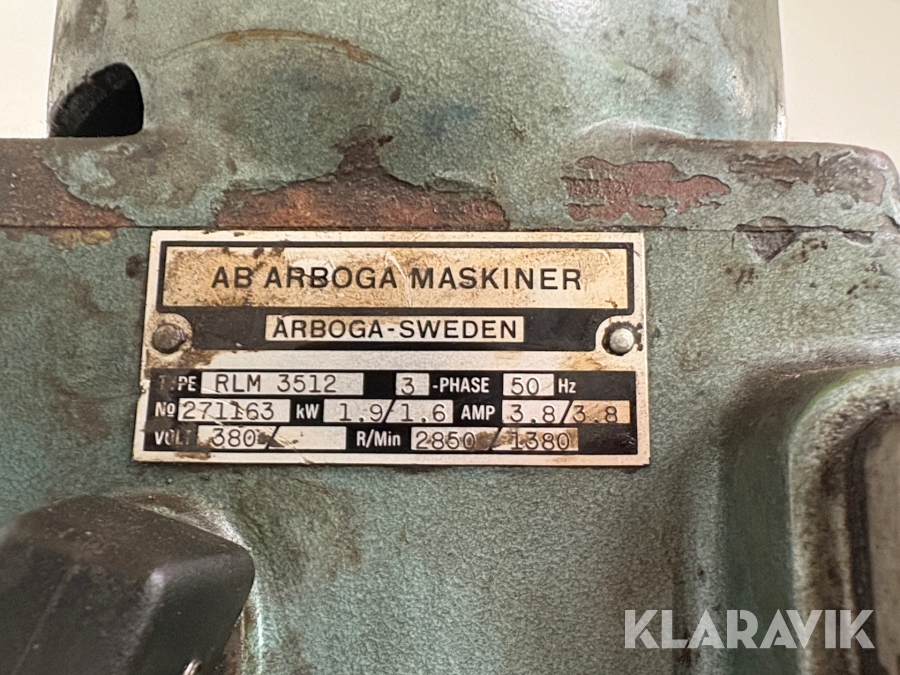 AB ARBOGA MASKINER
ARBOGA-SWEDEN
TYPE RLM 3512 3 -PHASE 50 Hz
No 271163 kW 1.9/1.6 AMP 3.8/3.8
VOLT 380/ R/Min 2850/1380
KLARAVIK